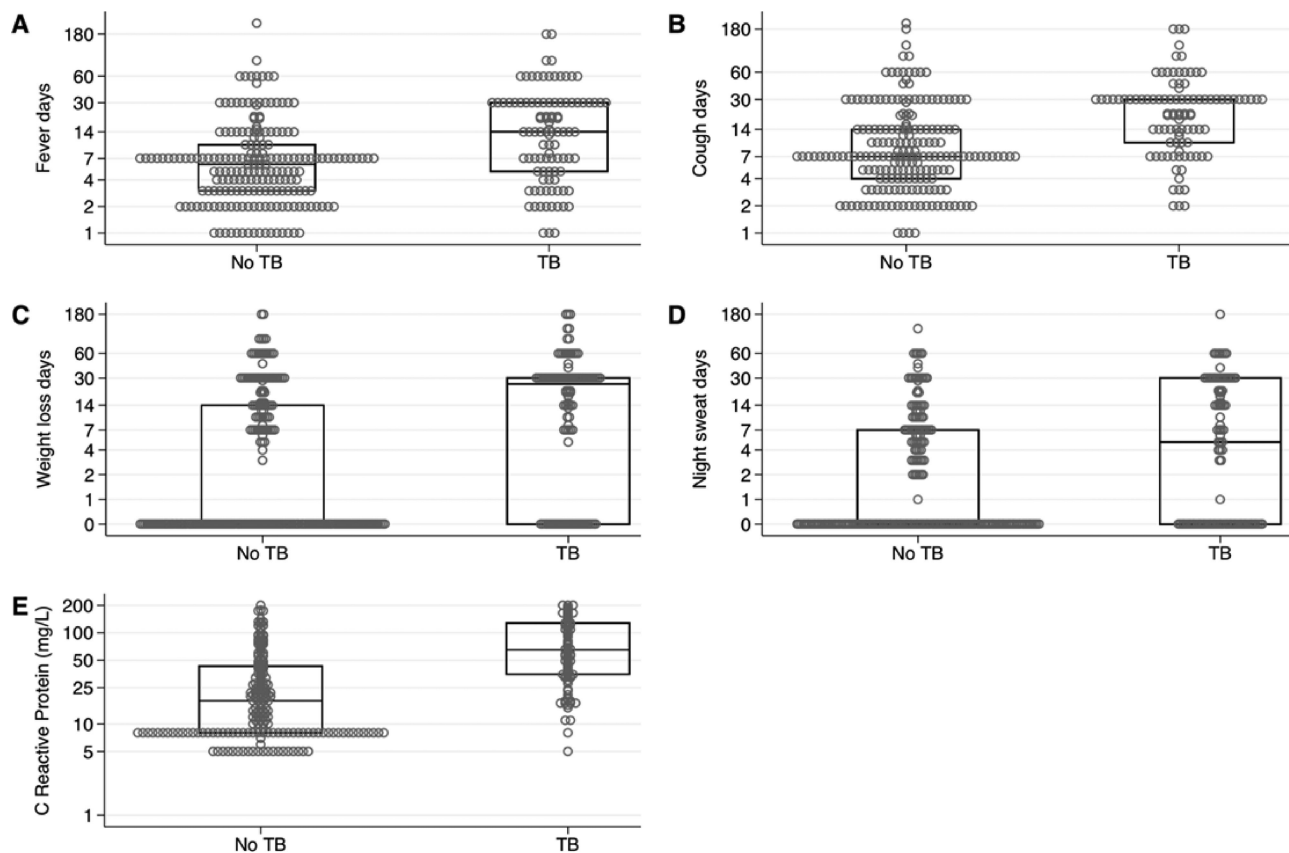 A
Fever days
180
60
30
14
7
4
2
1
No TB
TB
B
Cough days
180
60
30
14
7
4
2
1
No TB
TB
C
Weight loss days
180
60
30
14
7
4
2
1
0
No TB
TB
D
Night sweat days
180
60
30
14
7
4
2
1
0
No TB
TB
E
C Reactive Protein (mg/L)
200
100
50
25
10
5
1
No TB
TB